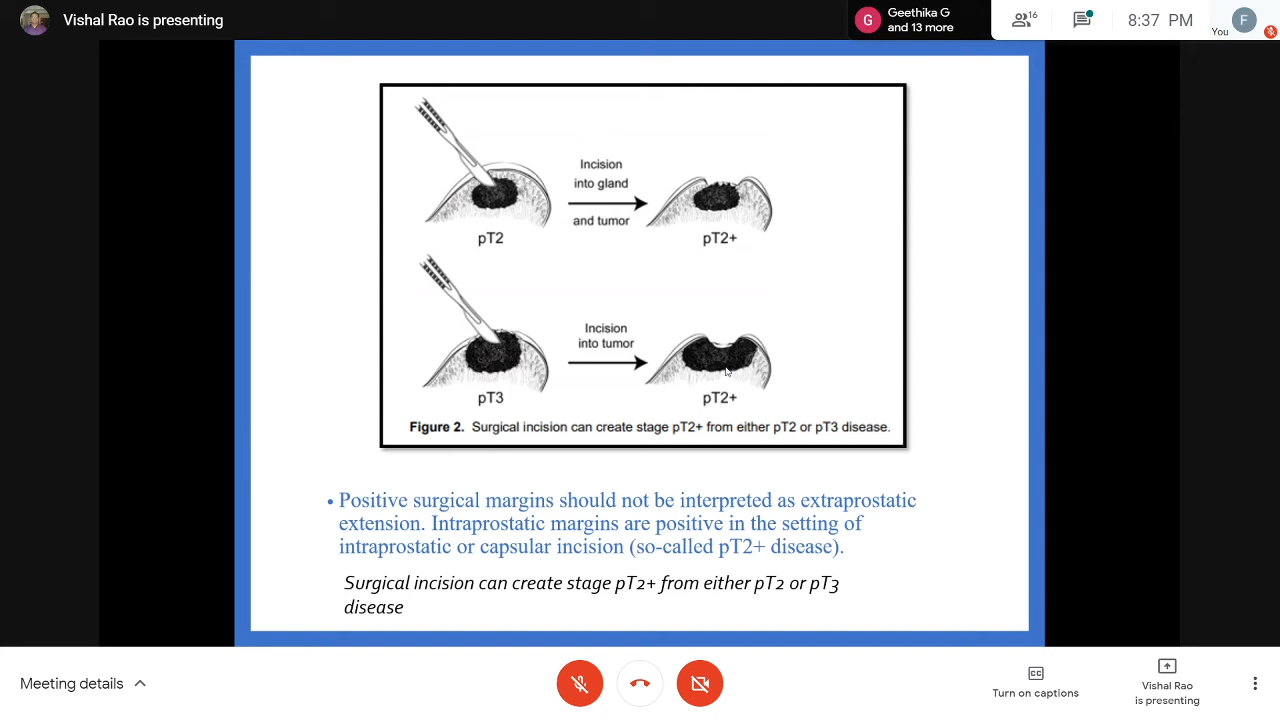 Vishal Rao is presenting
G
Geethika G
and 13 more
16
8:37 PM
You
F
Incision
into gland
and tumor
pT2
pT2+
Incision
into tumor
pT3
pT2+
Figure 2. Surgical incision can create stage pT2+ from either pT2 or pT3 disease.
• Positive surgical margins should not be interpreted as extraprostatic
extension. Intraprostatic margins are positive in the setting of
intraprostatic or capsular incision (so-called pT2+ disease).
Surgical incision can create stage pT2+ from either pT2 or pT3
disease
Meeting details
CC
Turn on captions
Vishal Rao
is presenting